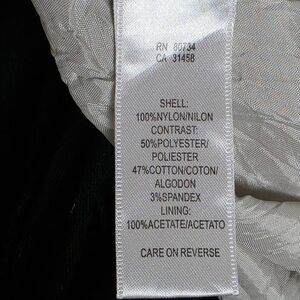 RN 80734
CA 31458
SHELL:
100%NYLON/NILON
CONTRAST:
50%POLYESTER/
POLIESTER
47%COTTON/COTON/
ALGODON
3%SPANDEX
LINING:
100%ACETATE/ACETATO
CARE ON REVERSE